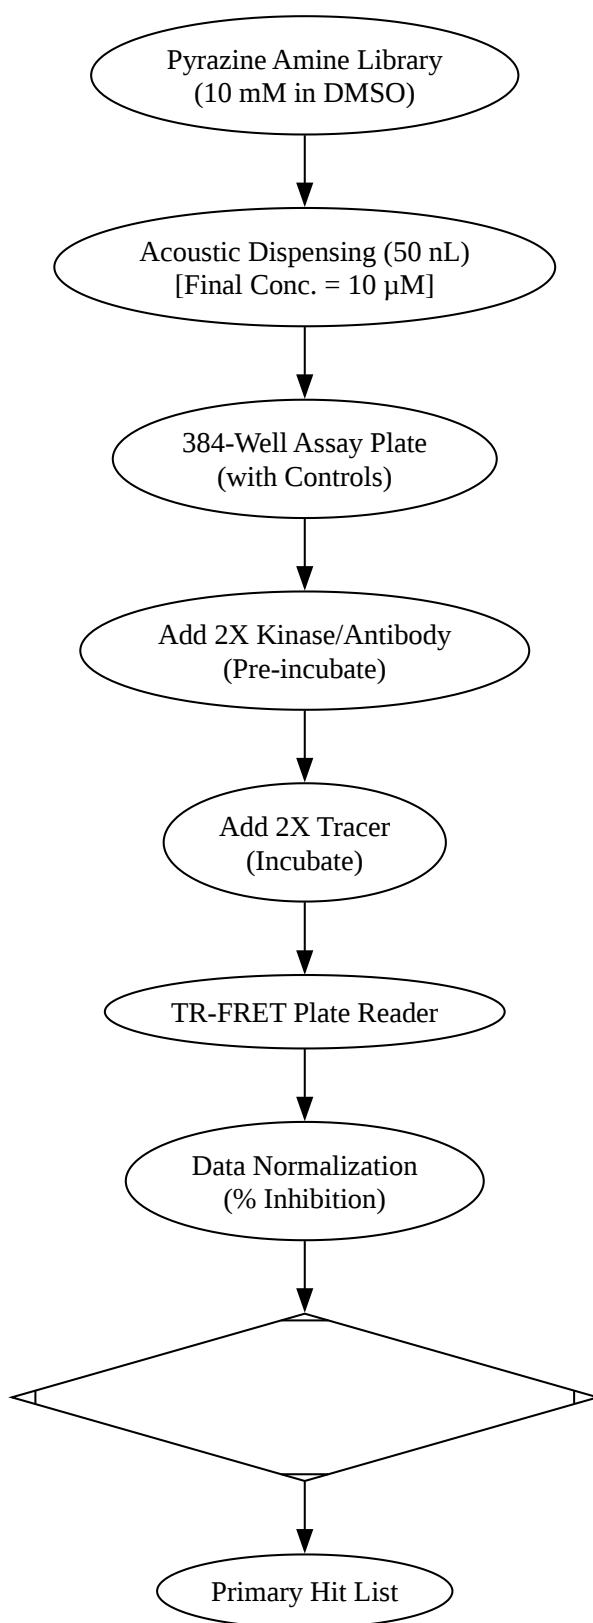 Pyrazine Amine Library
(10 mM in DMSO)
Acoustic Dispensing (50 nL)
[Final Conc. = 10 µM]
384-Well Assay Plate
(with Controls)
Add 2X Kinase/Antibody
(Pre-incubate)
Add 2X Tracer
(Incubate)
TR-FRET Plate Reader
Data Normalization
(% Inhibition)
Primary Hit List